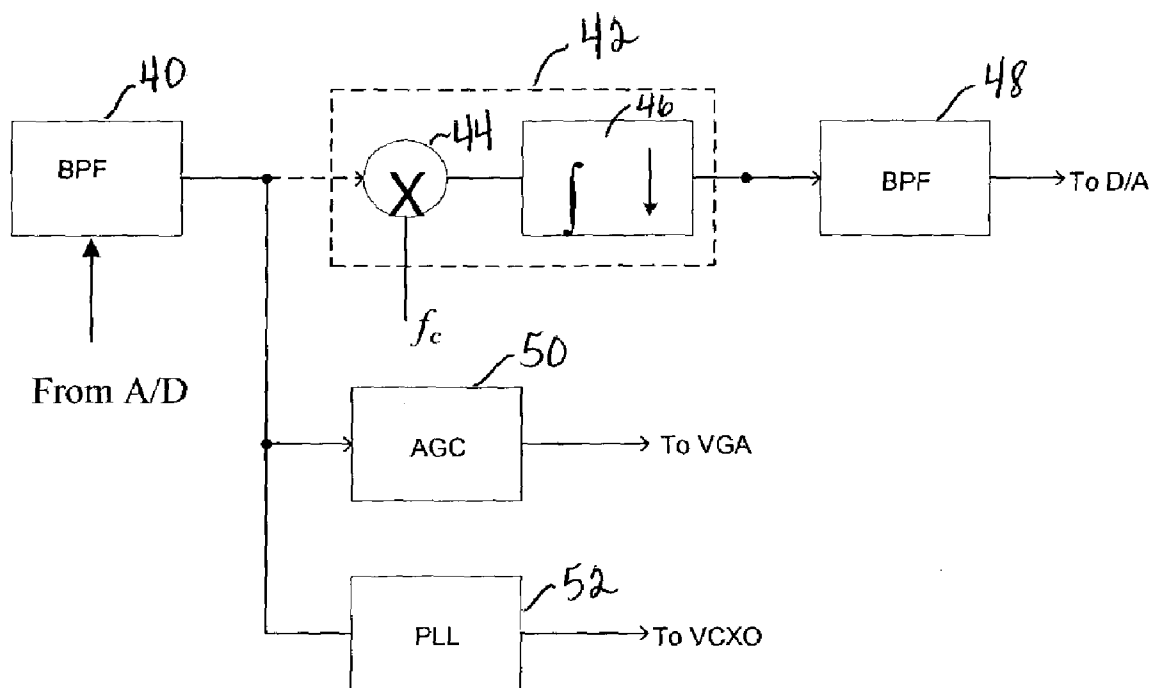 42
40
48
46
44
BPF
X
∫ ↓
BPF
To D/A
f_c
From A/D
50
AGC
To VGA
52
PLL
To VCXO